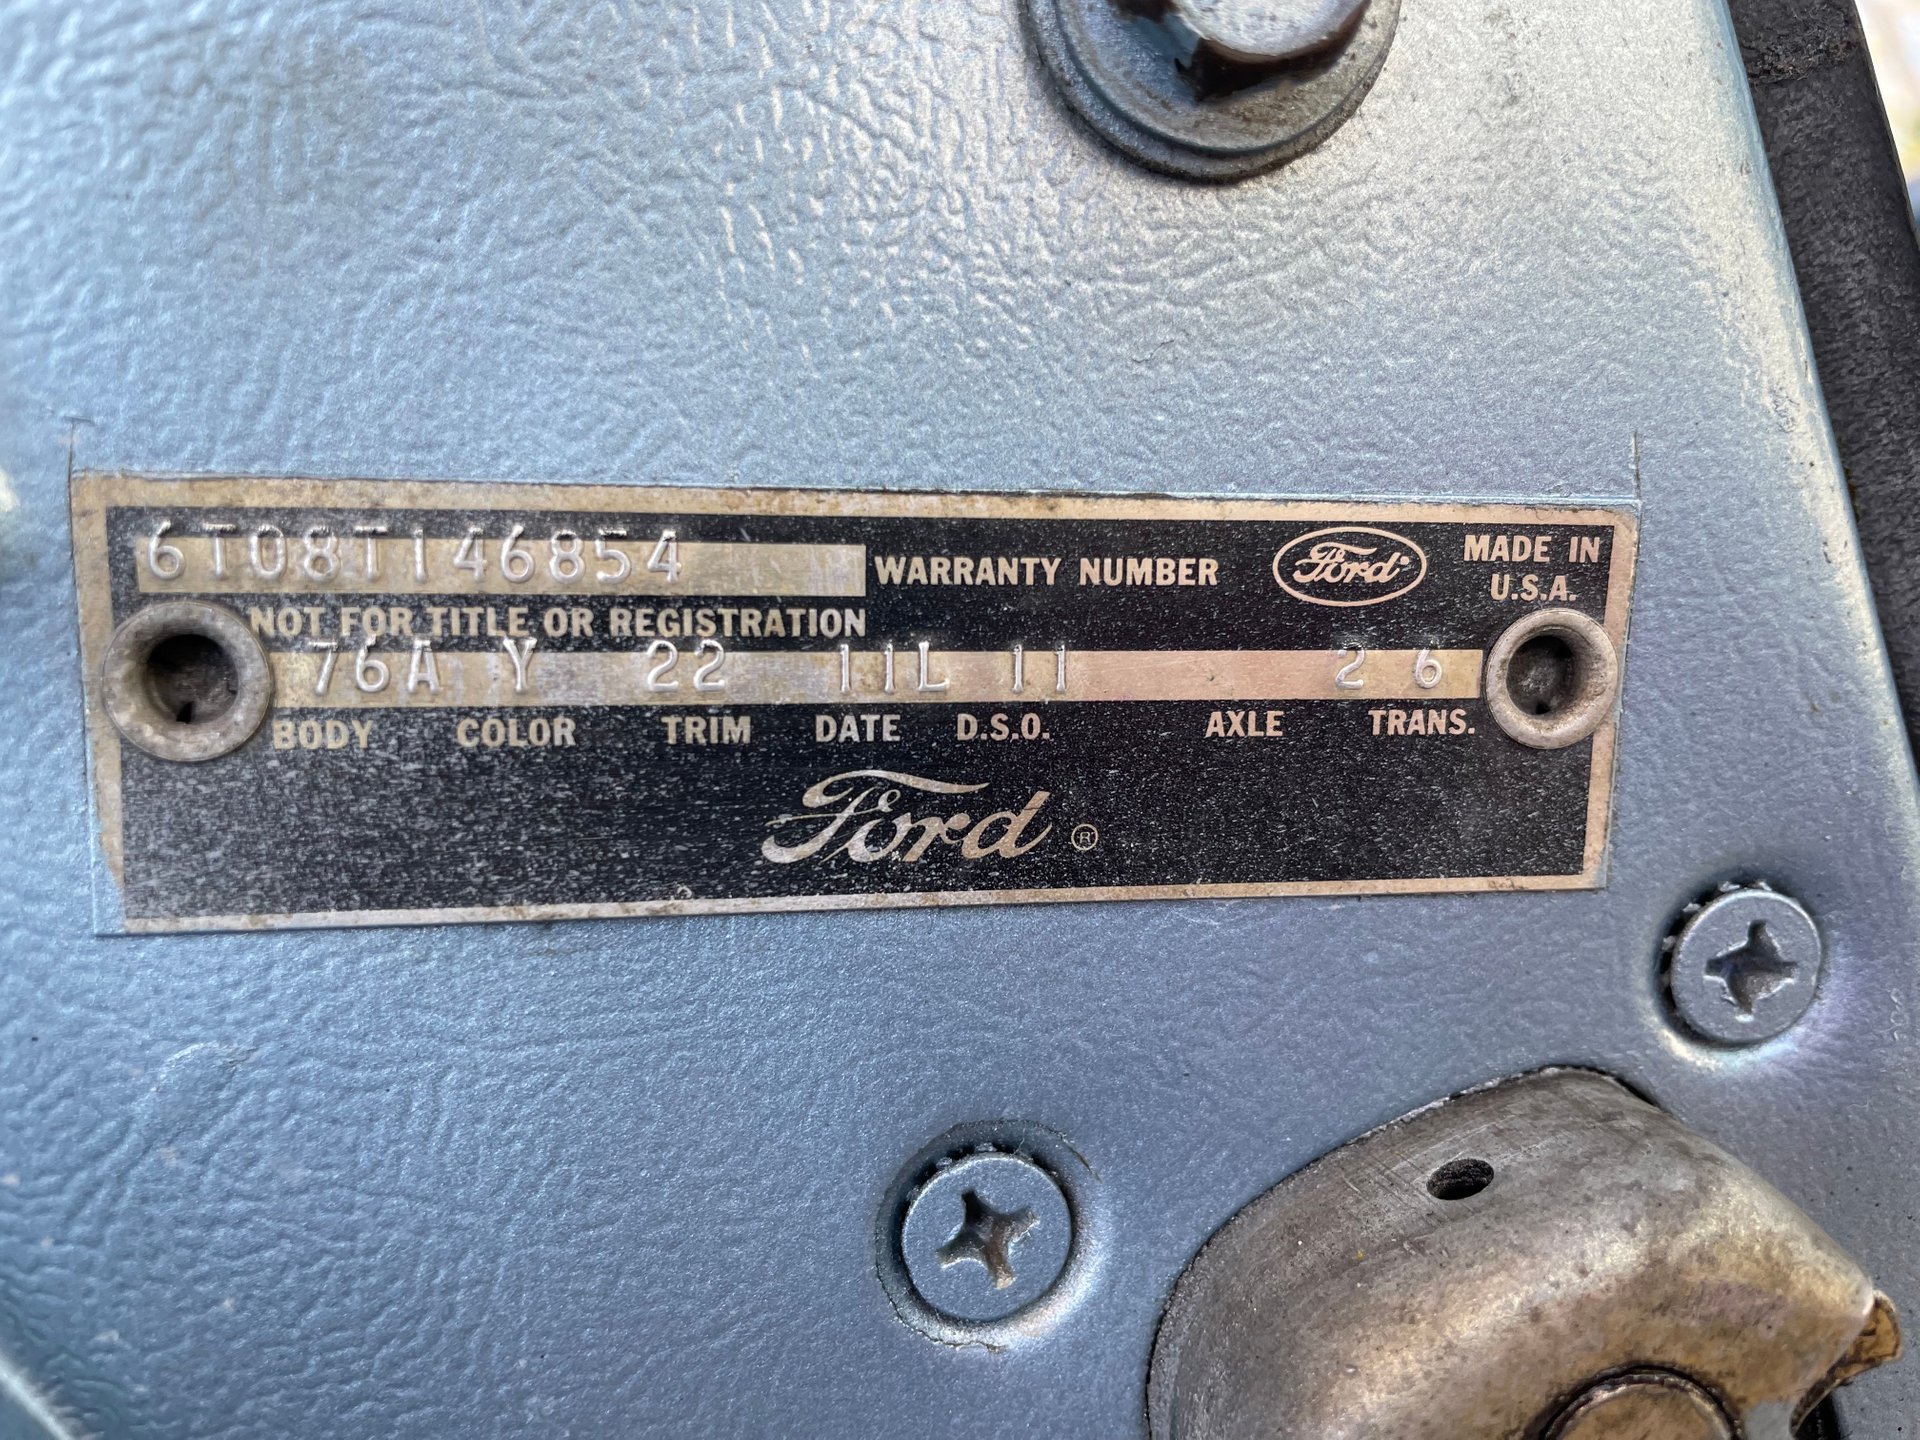 6T08T146854 WARRANTY NUMBER Ford MADE IN
U.S.A.
NOT FOR TITLE OR REGISTRATION
76A Y 22 11L 11 2 6
BODY COLOR TRIM DATE D.S.O. AXLE TRANS.
Ford ®